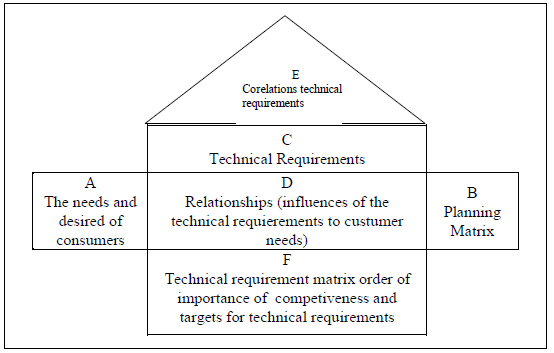 E
Corelations technical
requirements
C
Technical Requirements
A
The needs and
desired of
consumers
D
Relationships (influences of the
technical requierements to custumer
needs)
B
Planning
Matrix
F
Technical requirement matrix order of
importance of  competiveness and
targets for technical requirements